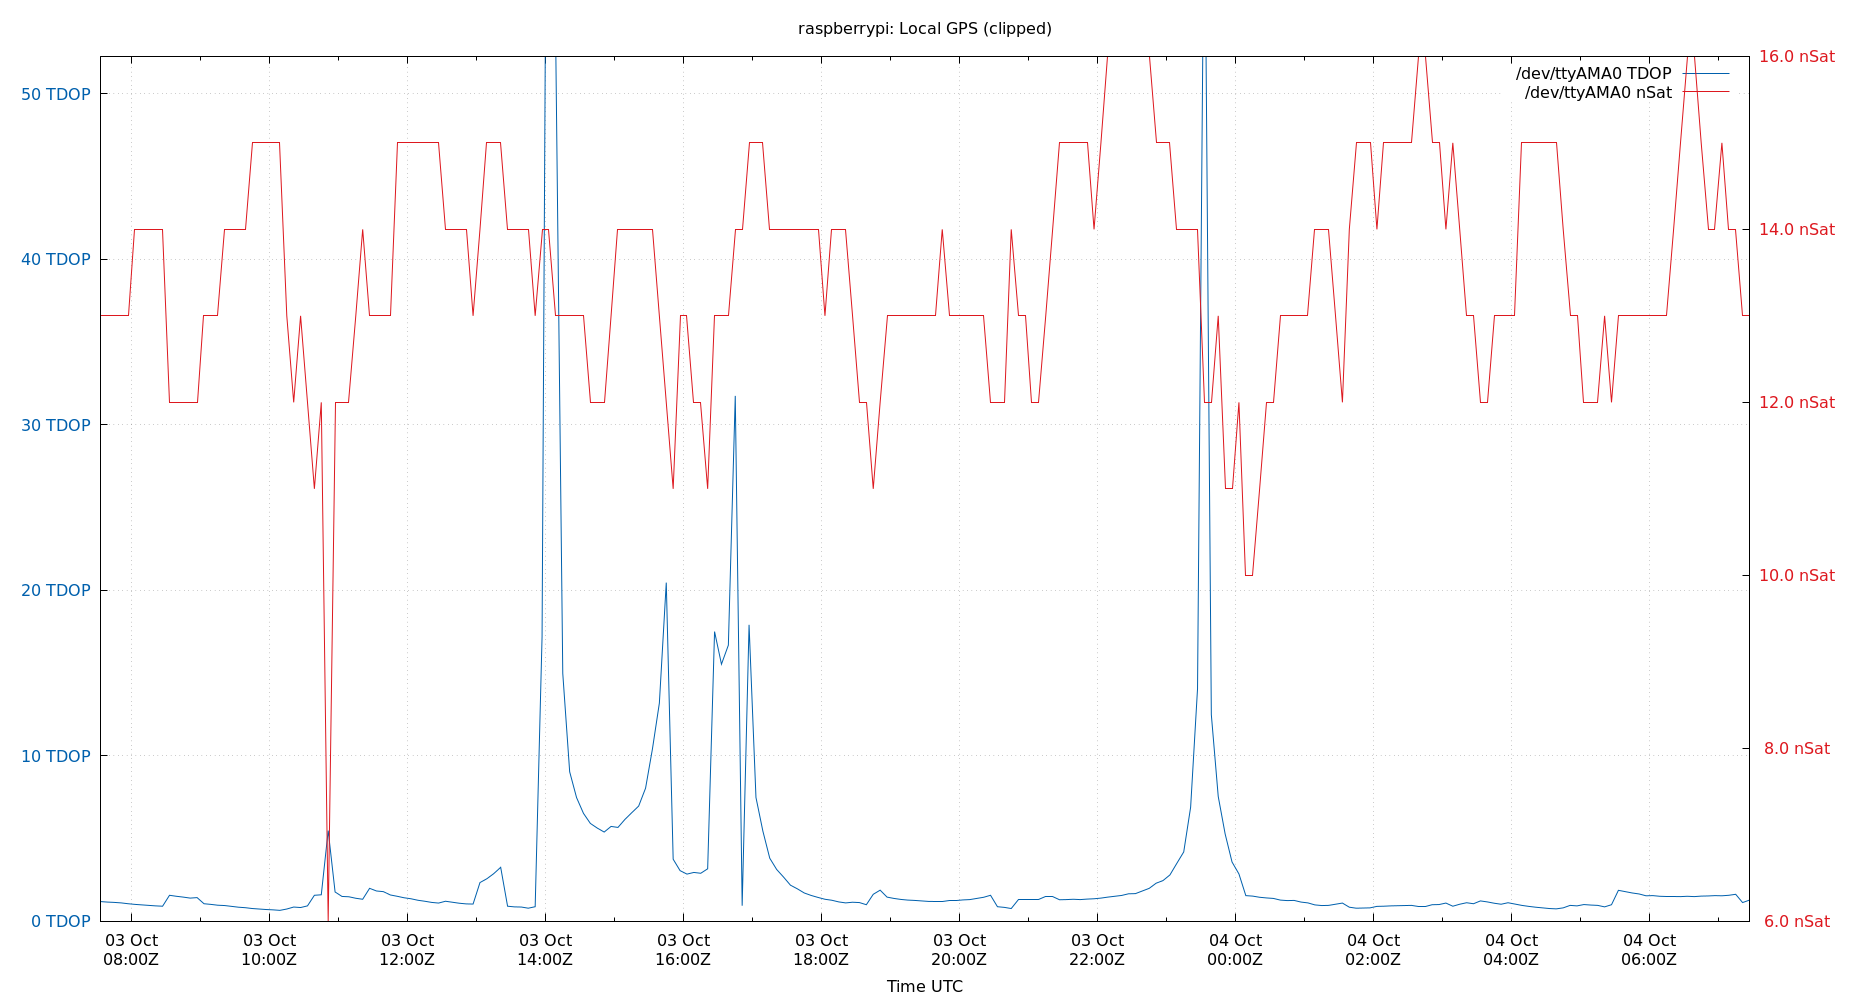 raspberrypi: Local GPS (clipped)
50 TDOP
40 TDOP
30 TDOP
20 TDOP
10 TDOP
0 TDOP
16.0 nSat
14.0 nSat
12.0 nSat
10.0 nSat
8.0 nSat
6.0 nSat
/dev/ttyAMA0 TDOP
/dev/ttyAMA0 nSat
03 Oct 03 Oct 03 Oct 03 Oct 03 Oct 03 Oct 03 Oct 03 Oct 04 Oct 04 Oct 04 Oct 04 Oct
08:00Z 10:00Z 12:00Z 14:00Z 16:00Z 18:00Z 20:00Z 22:00Z 00:00Z 02:00Z 04:00Z 06:00Z
Time UTC